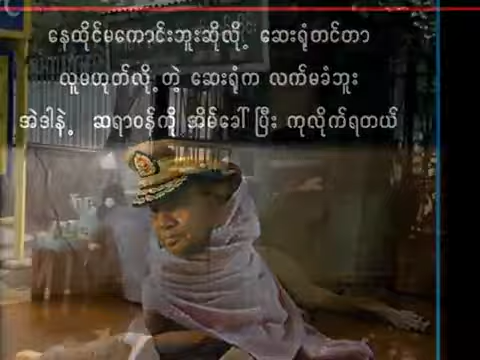 နေထိုင်မကောင်းဘူးဆိုလို့ ဆေးရုံတင်တာ
လူမဟုတ်လို့ တဲ့ ဆေးရုံက လက်မခံဘူး
အဲဒါနဲ့ ဆရာဝန်ကို အိမ်ခေါ် ပြီး ကုလိုက်ရတယ်